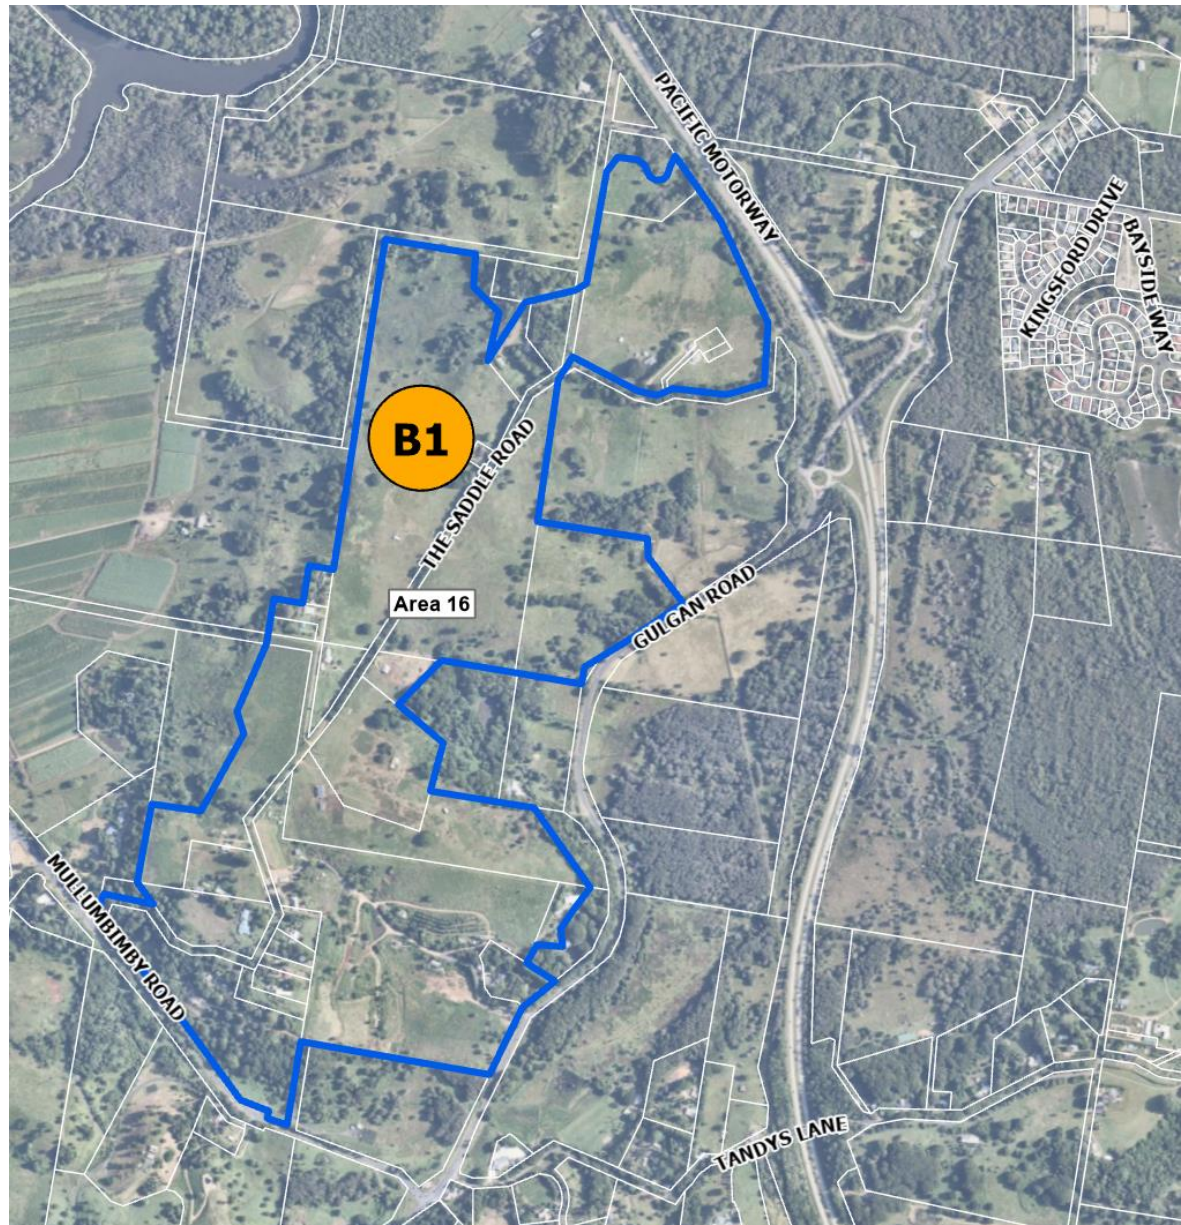 PACIFIC MOTORWAY
KINGSFORD DRIVE
BAYSIDE WAY
B1
THE SADDLE ROAD
Area 16
GULGAN ROAD
MULLUMBIMBY ROAD
TANDYS LANE